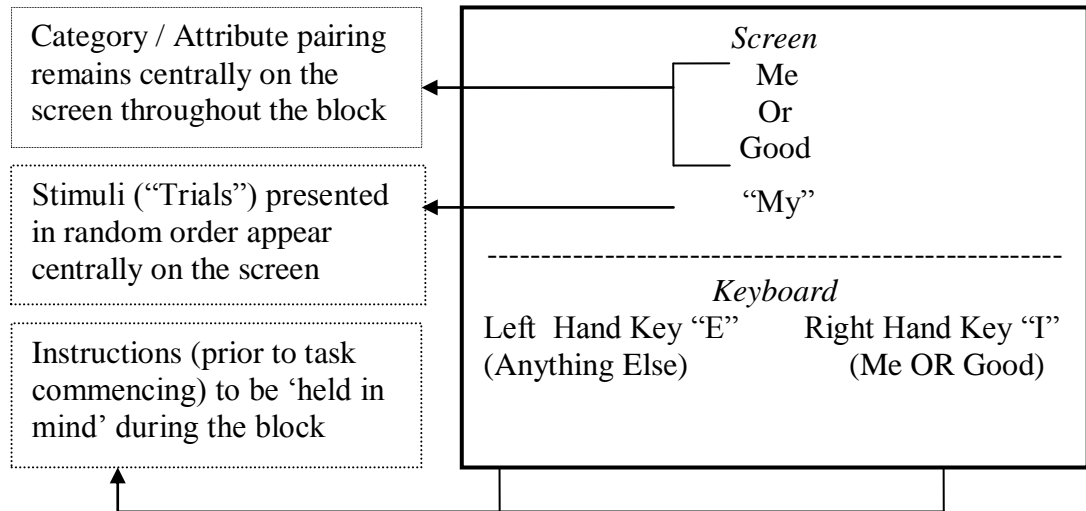 Category / Attribute pairing
remains centrally on the
screen throughout the block
Stimuli (“Trials”) presented
in random order appear
centrally on the screen
Instructions (prior to task
commencing) to be ‘held in
mind’ during the block
Screen
Me
Or
Good
“My”
Keyboard
Left Hand Key “E” Right Hand Key “I”
(Anything Else) (Me OR Good)